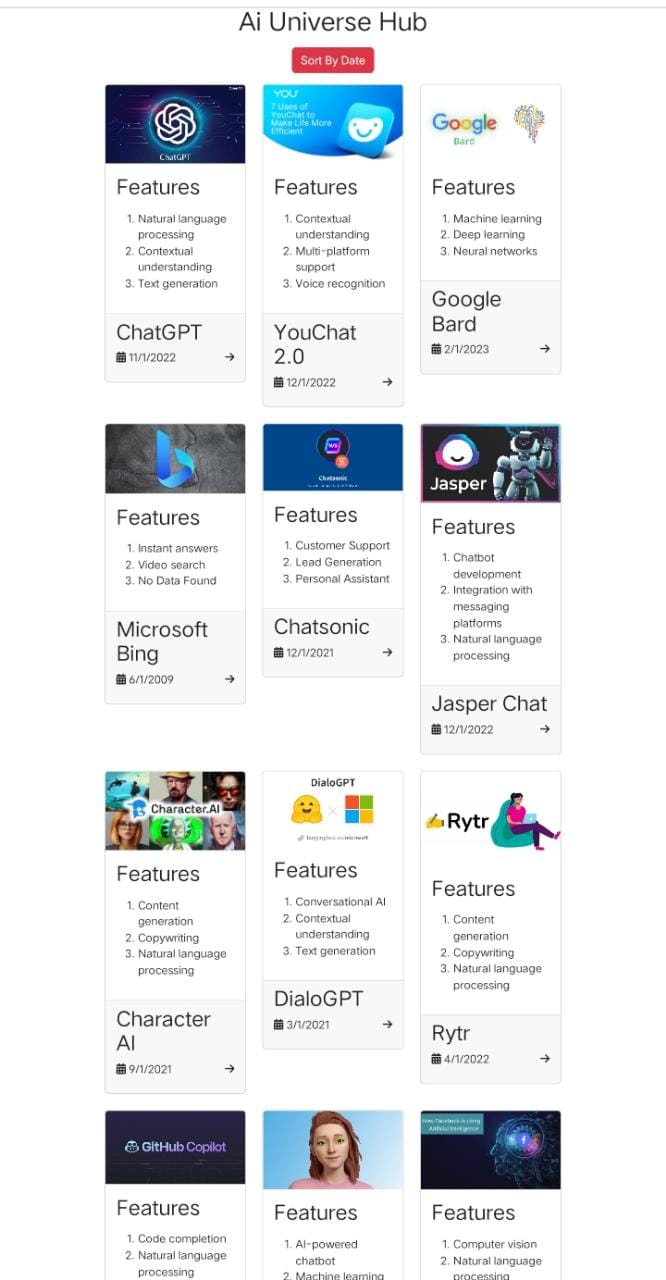 Ai Universe Hub
Sort By Date
ChatGPT
Features
1. Natural language
processing
2. Contextual
understanding
3. Text generation
ChatGPT
11/1/2022
YOU
7 Uses of
YouChat to
Make Life More
Efficient
Features
1. Contextual
understanding
2. Multi-platform
support
3. Voice recognition
YouChat
2.0
12/1/2022
Google
Bard
Features
1. Machine learning
2. Deep learning
3. Neural networks
Google
Bard
2/1/2023
Features
1. Instant answers
2. Video search
3. No Data Found
Microsoft
Bing
6/1/2009
Chatsonic
Features
1. Customer Support
2. Lead Generation
3. Personal Assistant
Chatsonic
12/1/2021
Jasper
Features
1. Chatbot
development
2. Integration with
messaging
platforms
3. Natural language
processing
Jasper Chat
12/1/2022
Character.AI
Features
1. Content
generation
2. Copywriting
3. Natural language
processing
Character
AI
9/1/2021
DialoGPT
Features
1. Conversational AI
2. Contextual
understanding
3. Text generation
DialoGPT
3/1/2021
Rytr
Features
1. Content
generation
2. Copywriting
3. Natural language
processing
Rytr
4/1/2022
GitHub Copilot
Features
1. Code completion
2. Natural language
processing
Features
1. AI-powered
chatbot
2. Machine learning
How Facebook is using
Artificial Intelligence
Features
1. Computer vision
2. Natural language
processing